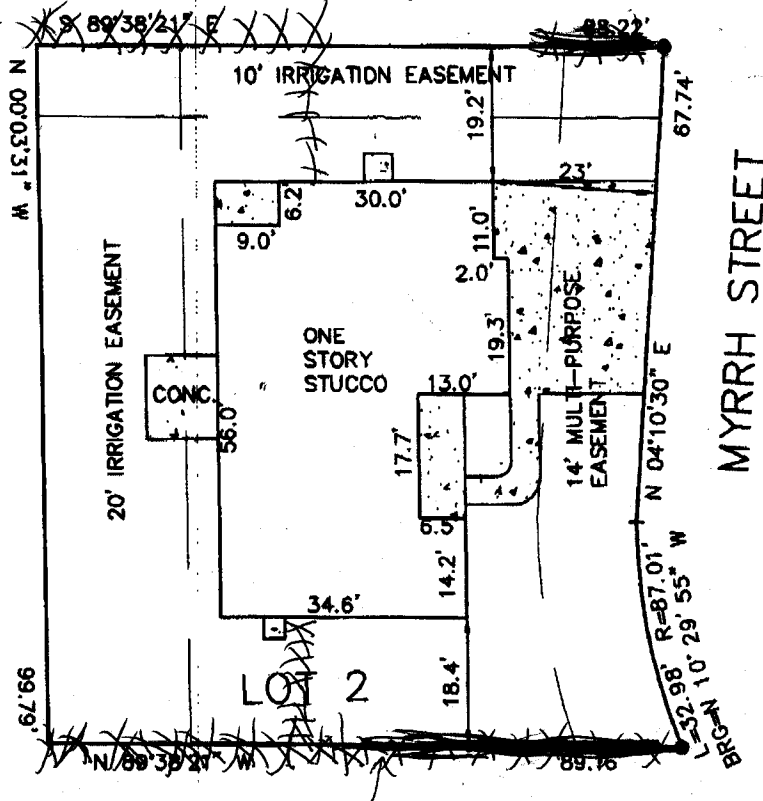 S 89°38'21" E
88.22'
10' IRRIGATION EASEMENT
N 00°03'31" W
67.74'
19.2'
23'
6.2'
30.0'
9.0'
11.0'
2.0'
MYRRH STREET
20' IRRIGATION EASEMENT
ONE
STORY
STUCCO
19.3'
14' MULTI-PURPOSE
EASEMENT
N 04°10'30" E
CONC.
13.0'
56.0'
17.7'
6.5'
14.2'
34.6'
L=32.98' R=87.01'
BRG=N 10° 29' 55" W
LOT 2
18.4'
99.79'
N 89°38'21" W
89.16